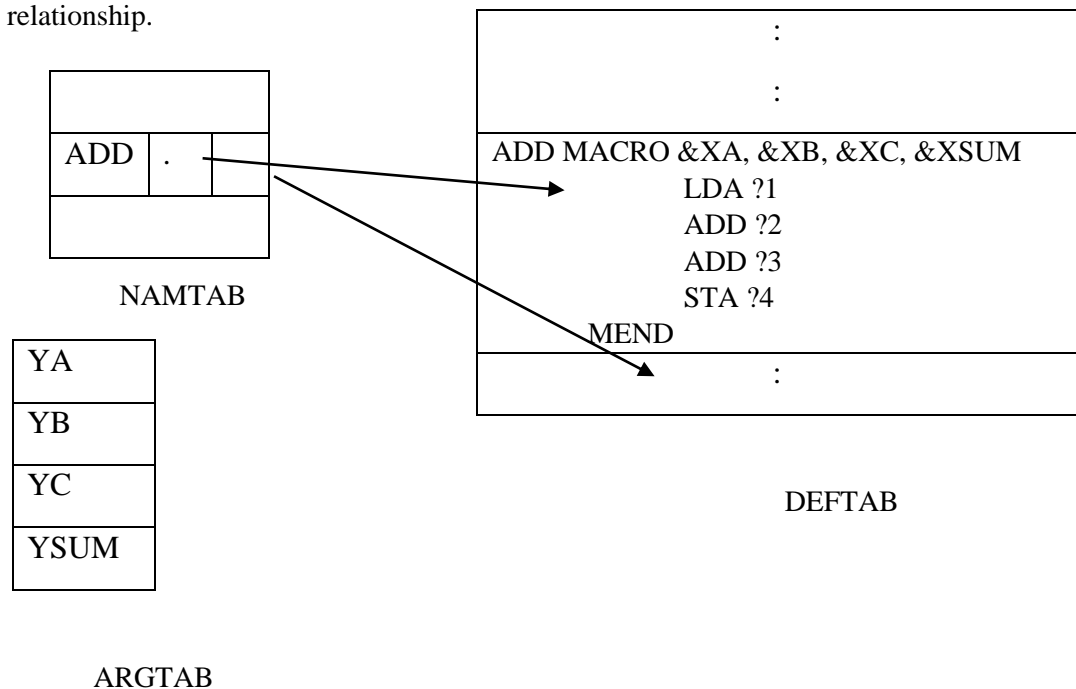 relationship.
:
:
ADD .
NAMTAB
ADD MACRO &XA, &XB, &XC, &XSUM
LDA ?1
ADD ?2
ADD ?3
STA ?4
MEND
:
DEFTAB
YA
YB
YC
YSUM
ARGTAB